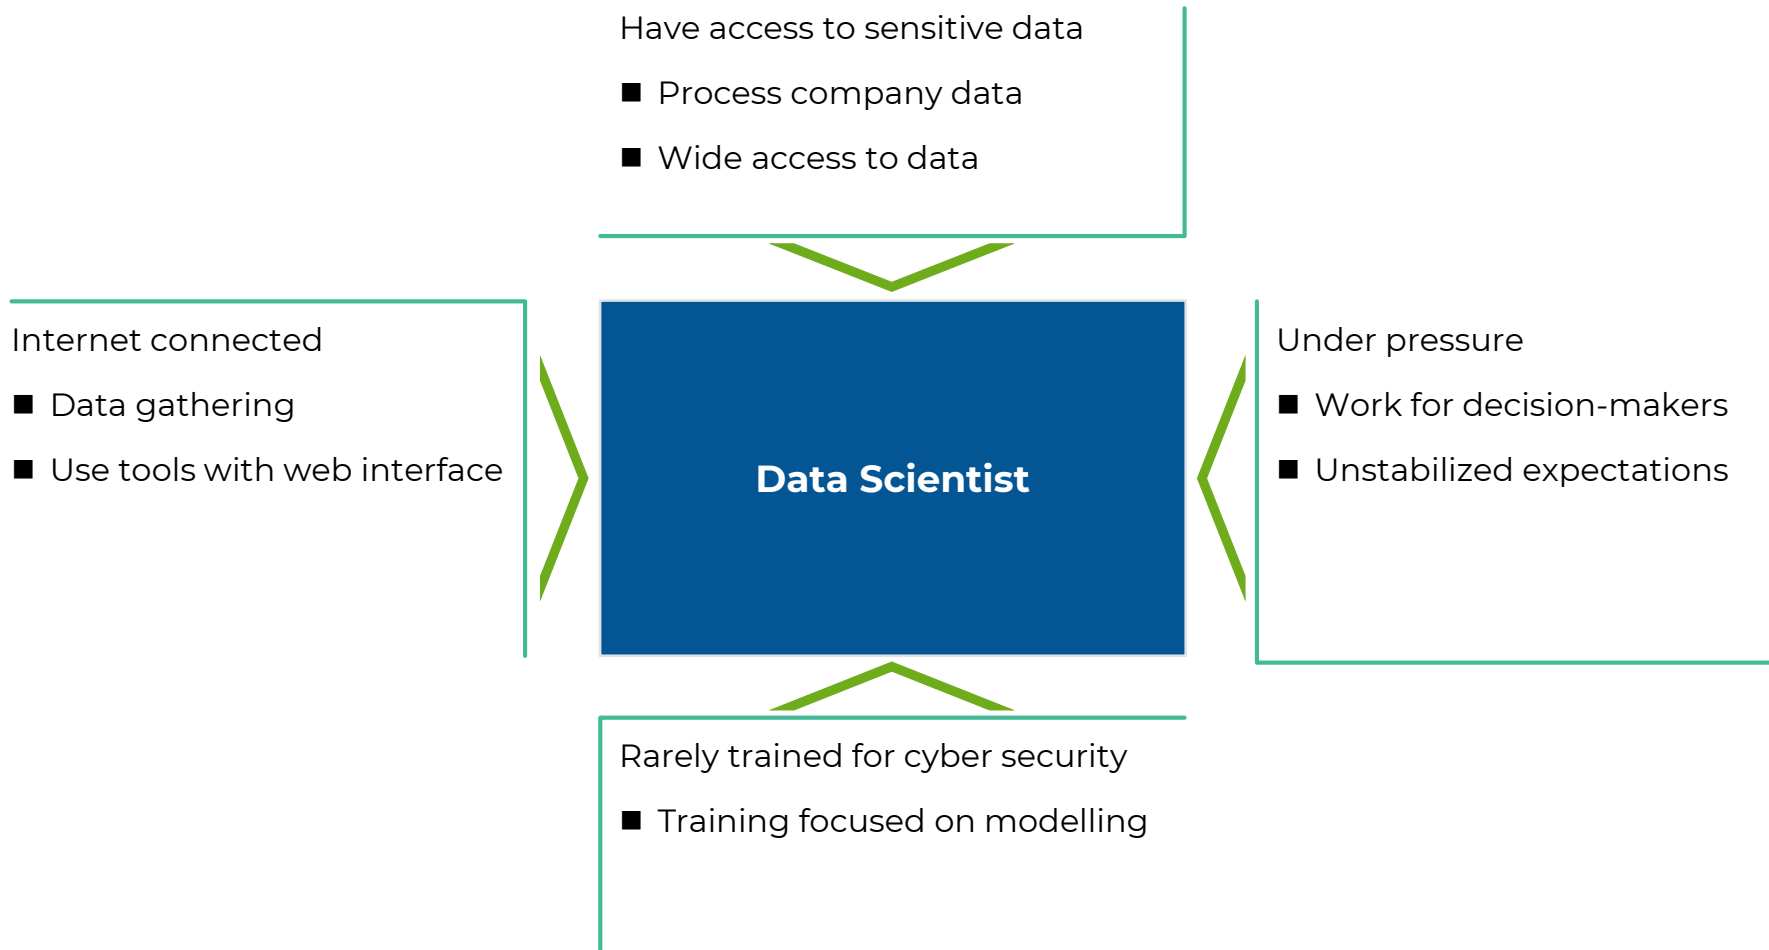 Have access to sensitive data
■ Process company data
■ Wide access to data
Internet connected
■ Data gathering
■ Use tools with web interface
Data Scientist
Under pressure
■ Work for decision-makers
■ Unstabilized expectations
Rarely trained for cyber security
■ Training focused on modelling